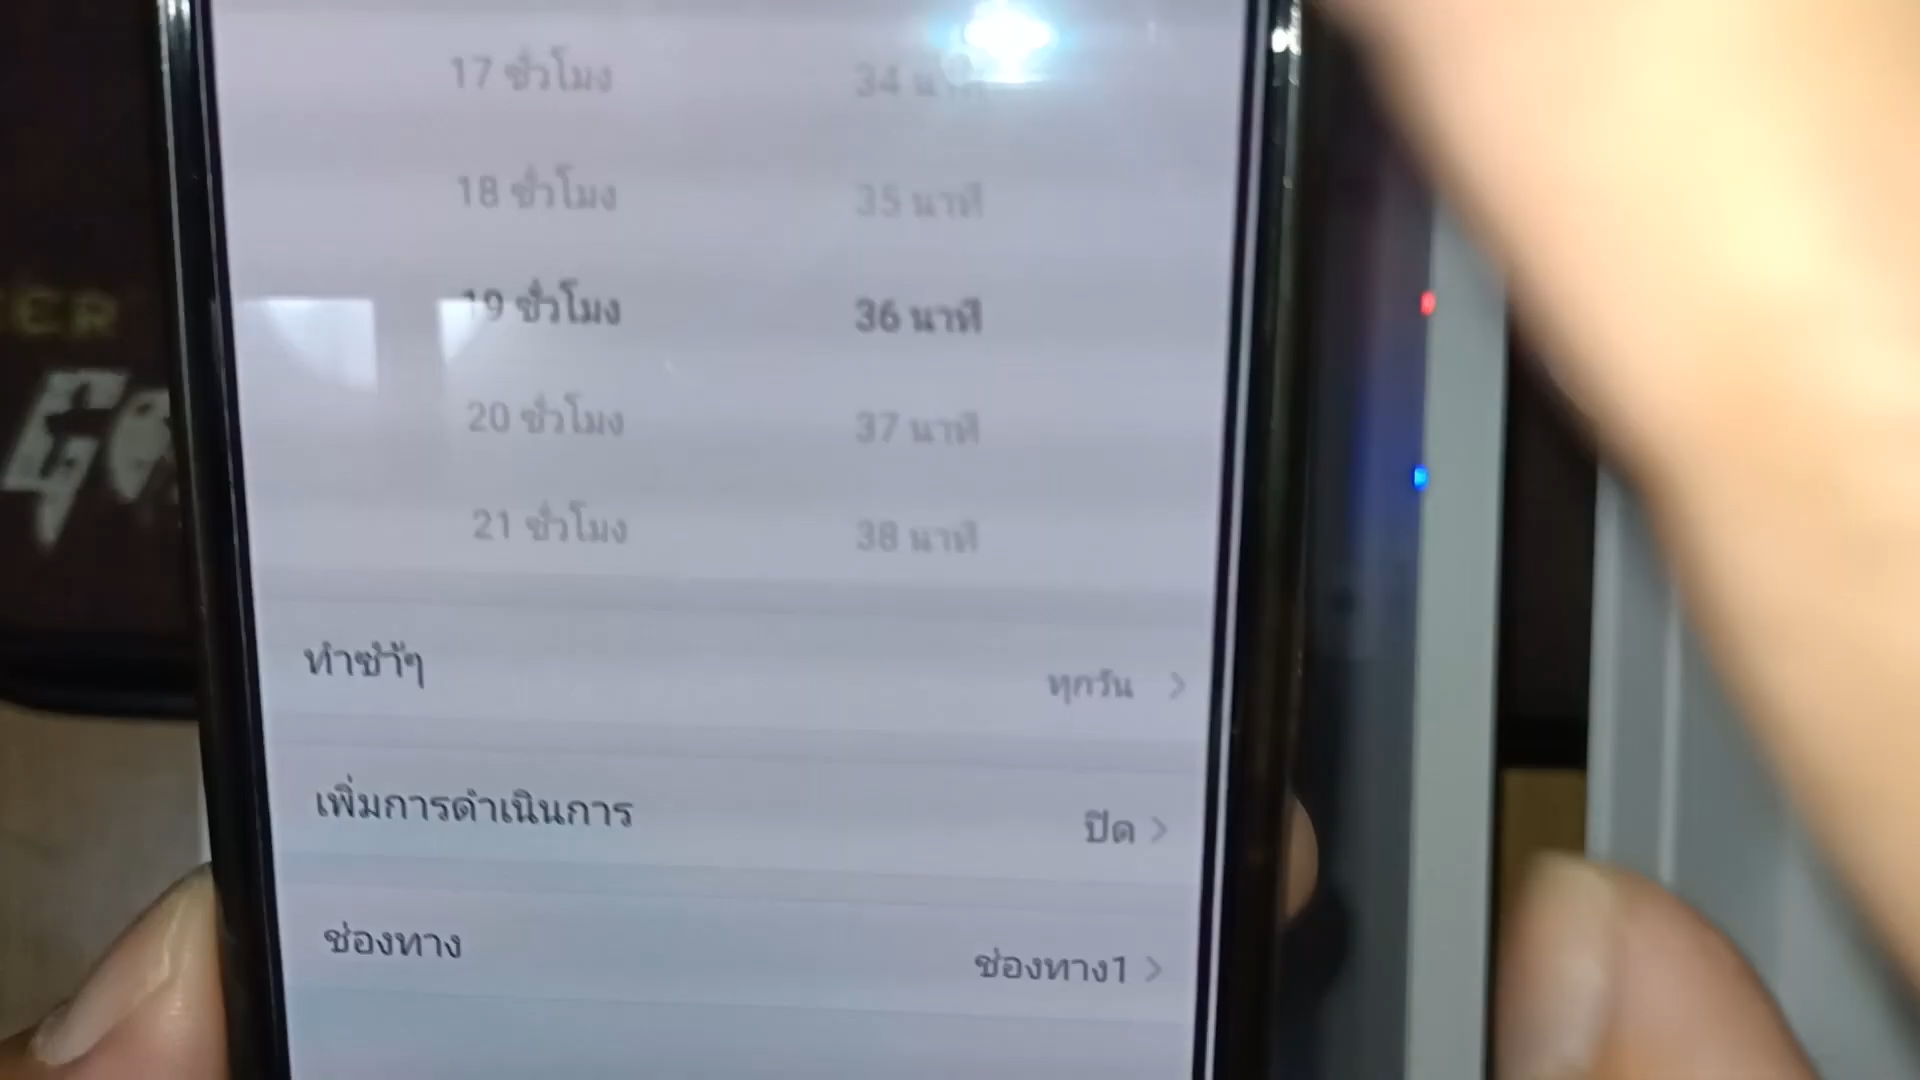 17 ชั่วโมง 34
18 ชั่วโมง 35 นาที
19 ชั่วโมง 36 นาที
20 ชั่วโมง 37 นาที
21 ชั่วโมง 38 นาที
ทำซ้ำๆ ทุกวัน
เพิ่มการดำเนินการ ปิด
ช่องทาง ช่องทาง1